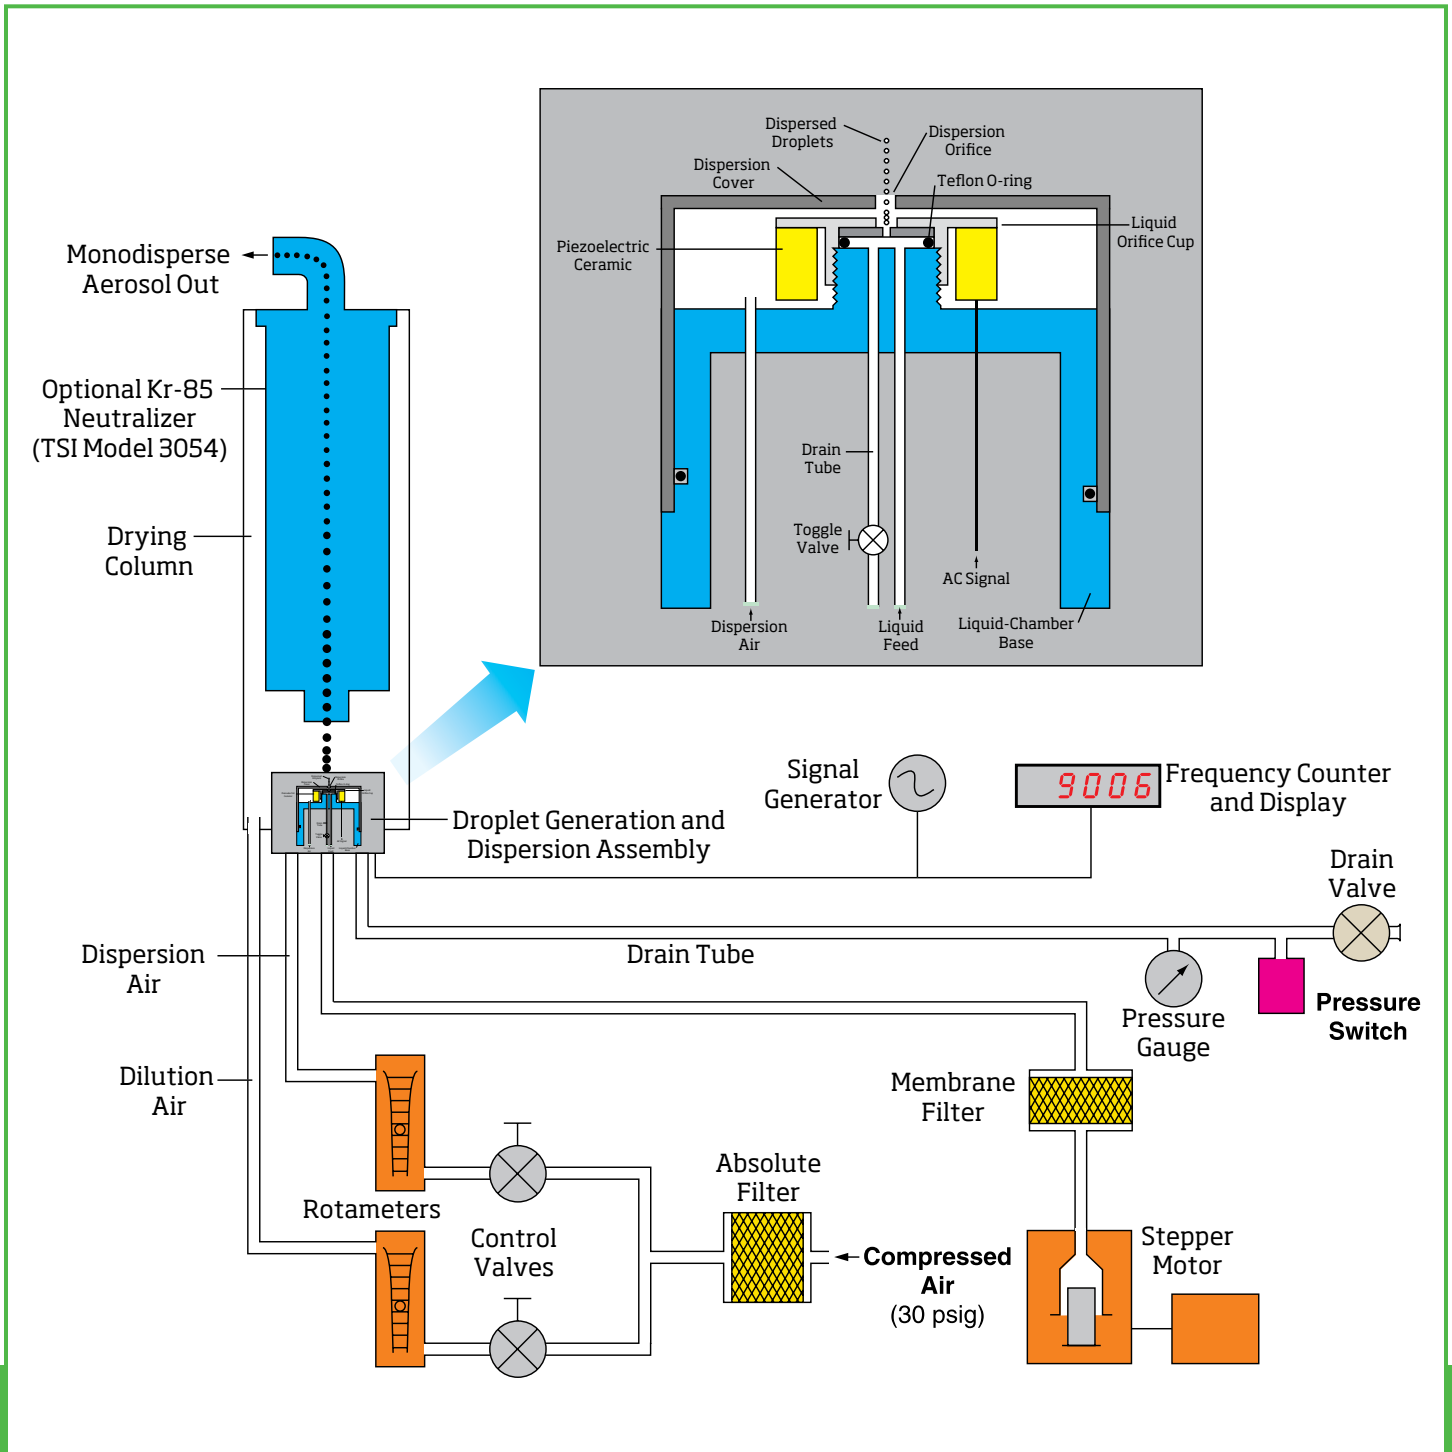 Dispersed
Droplets
Dispersion
Orifice
Dispersion
Cover
Teflon O-ring
Liquid
Orifice Cup
Piezoelectric
Ceramic
Drain
Tube
Toggle
Valve
AC Signal
Dispersion
Air
Liquid
Feed
Liquid-Chamber
Base
Monodisperse
Aerosol Out
Optional Kr-85
Neutralizer
(TSI Model 3054)
Drying
Column
Signal
Generator
9006
Frequency Counter
and Display
Droplet Generation and
Dispersion Assembly
Drain
Valve
Dispersion
Air
Drain Tube
Pressure
Gauge
Pressure
Switch
Dilution
Air
Membrane
Filter
Rotameters
Control
Valves
Absolute
Filter
Compressed
Air
(30 psig)
Stepper
Motor